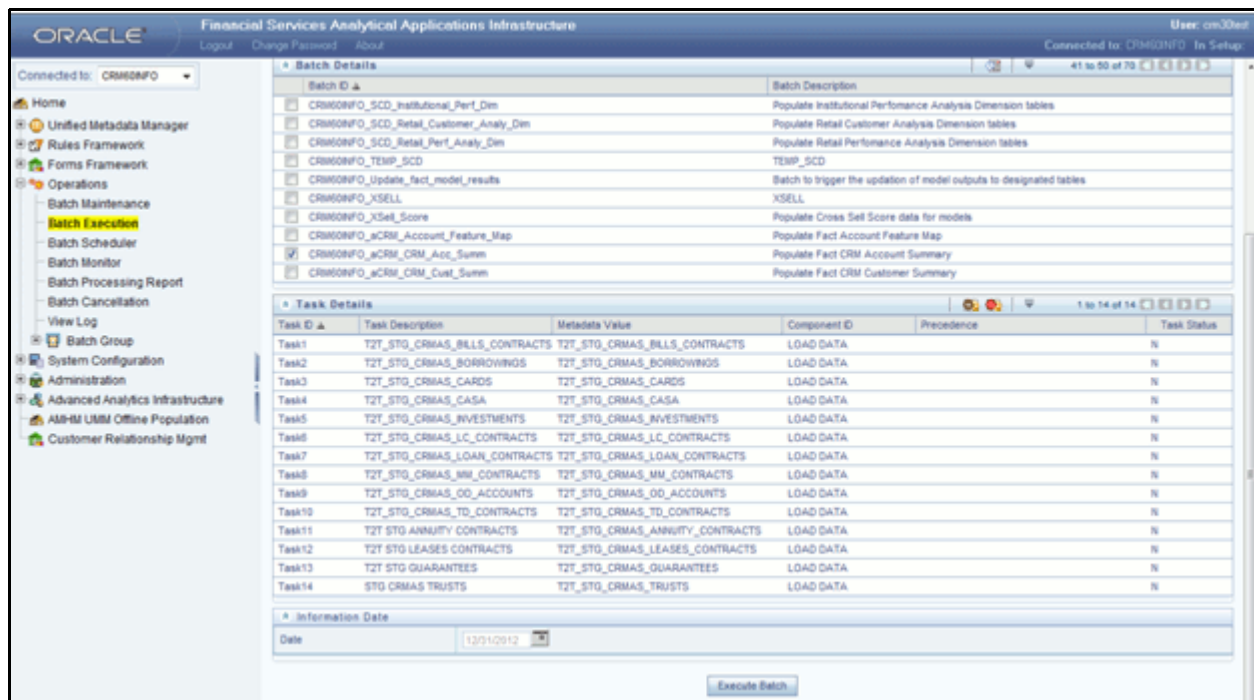 ORACLE
Financial Services Analytical Applications Infrastructure
User: crm30test
Logout Change Password About
Connected to: CRM60INFO In Setup:
Connected to: CRM60INFO
Home
Unified Metadata Manager
Rules Framework
Forms Framework
Operations
Batch Maintenance
Batch Execution
Batch Scheduler
Batch Monitor
Batch Processing Report
Batch Cancellation
View Log
Batch Group
System Configuration
Administration
Advanced Analytics Infrastructure
AMHM UMM Offline Population
Customer Relationship Mgmt
Batch Details 41 to 50 of 70
Batch ID Batch Description
CRM60INFO_SCD_Institutional_Perf_Dim Populate Institutional Perfomance Analysis Dimension tables
CRM60INFO_SCD_Retail_Customer_Analy_Dim Populate Retail Customer Analysis Dimension tables
CRM60INFO_SCD_Retail_Perf_Analy_Dim Populate Retail Perfomance Analysis Dimension tables
CRM60INFO_TEMP_SCD TEMP_SCD
CRM60INFO_Update_fact_model_results Batch to trigger the updation of model outputs to designated tables
CRM60INFO_XSELL XSELL
CRM60INFO_XSell_Score Populate Cross Sell Score data for models
CRM60INFO_aCRM_Account_Feature_Map Populate Fact Account Feature Map
CRM60INFO_aCRM_CRM_Acc_Summ Populate Fact CRM Account Summary
CRM60INFO_aCRM_CRM_Cust_Summ Populate Fact CRM Customer Summary
Task Details 1 to 14 of 14
Task ID Task Description Metadata Value Component ID Precedence Task Status
Task1 T2T_STG_CRMAS_BILLS_CONTRACTS T2T_STG_CRMAS_BILLS_CONTRACTS LOAD DATA N
Task2 T2T_STG_CRMAS_BORROWINGS T2T_STG_CRMAS_BORROWINGS LOAD DATA N
Task3 T2T_STG_CRMAS_CARDS T2T_STG_CRMAS_CARDS LOAD DATA N
Task4 T2T_STG_CRMAS_CASA T2T_STG_CRMAS_CASA LOAD DATA N
Task5 T2T_STG_CRMAS_INVESTMENTS T2T_STG_CRMAS_INVESTMENTS LOAD DATA N
Task6 T2T_STG_CRMAS_LC_CONTRACTS T2T_STG_CRMAS_LC_CONTRACTS LOAD DATA N
Task7 T2T_STG_CRMAS_LOAN_CONTRACTS T2T_STG_CRMAS_LOAN_CONTRACTS LOAD DATA N
Task8 T2T_STG_CRMAS_MM_CONTRACTS T2T_STG_CRMAS_MM_CONTRACTS LOAD DATA N
Task9 T2T_STG_CRMAS_OD_ACCOUNTS T2T_STG_CRMAS_OD_ACCOUNTS LOAD DATA N
Task10 T2T_STG_CRMAS_TD_CONTRACTS T2T_STG_CRMAS_TD_CONTRACTS LOAD DATA N
Task11 T2T STG ANNUITY CONTRACTS T2T_STG_CRMAS_ANNUITY_CONTRACTS LOAD DATA N
Task12 T2T STG LEASES CONTRACTS T2T_STG_CRMAS_LEASES_CONTRACTS LOAD DATA N
Task13 T2T STG GUARANTEES T2T_STG_CRMAS_GUARANTEES LOAD DATA N
Task14 STG CRMAS TRUSTS T2T_STG_CRMAS_TRUSTS LOAD DATA N
Information Date
Date 12/31/2012
Execute Batch